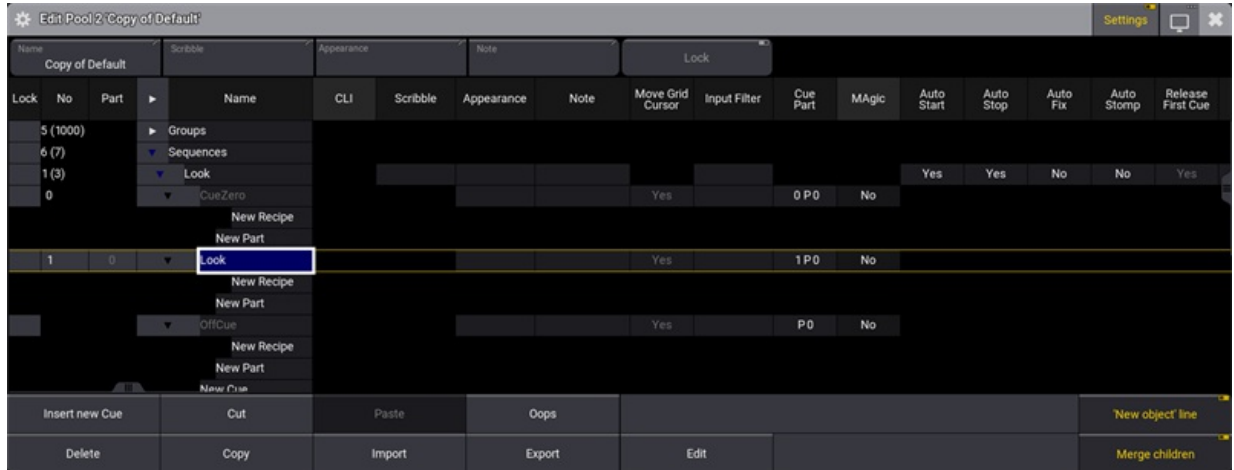 Edit Pool 2 'Copy of Default' Settings
Name Scribble Appearance Note Lock
Copy of Default
Lock No Part Name CLI Scribble Appearance Note Move Grid Cursor Input Filter Cue Part MAgic Auto Start Auto Stop Auto Fix Auto Stomp Release First Cue
5 (1000) Groups
6 (7) Sequences
1 (3) Look Yes Yes No No Yes
0 CueZero Yes 0 P0 No
New Recipe
New Part
1 0 Look Yes 1 P0 No
New Recipe
New Part
OffCue Yes P0 No
New Recipe
New Part
New Cue
Insert new Cue Cut Paste Oops 'New object' line
Delete Copy Import Export Edit Merge children